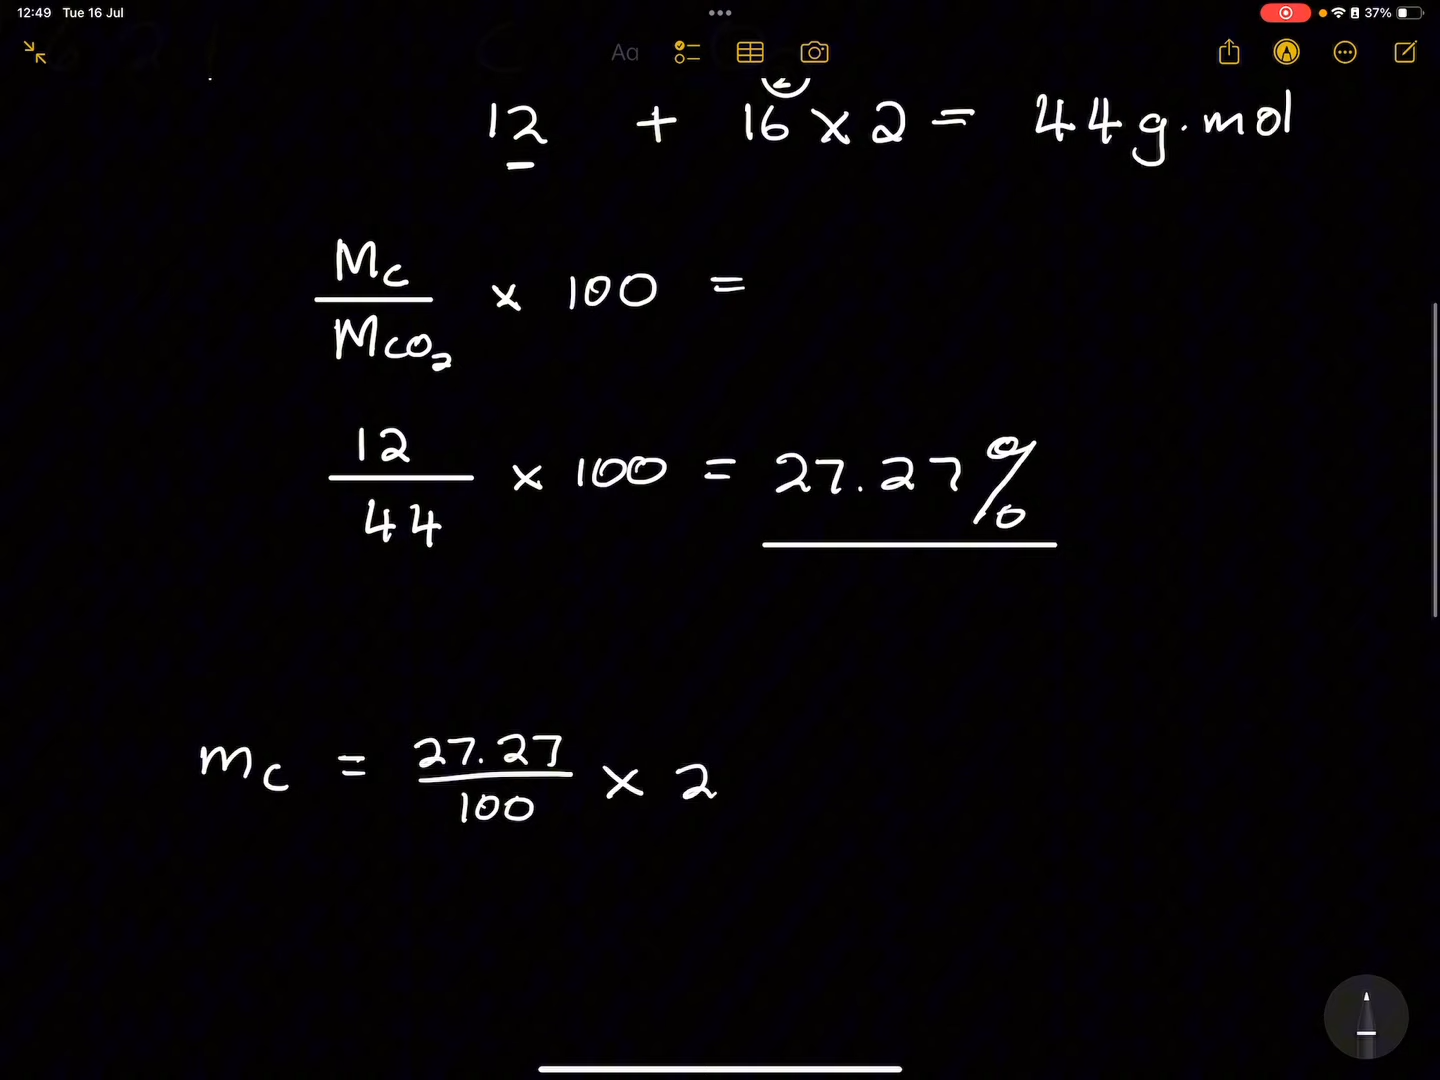 12:49 Tue 16 Jul
37%
Aa
12 + 16 × 2 = 44 g.mol
Mc
MCO₂
× 100 =
12
44
× 100 = 27.27%
mc = 27.27
100
× 2